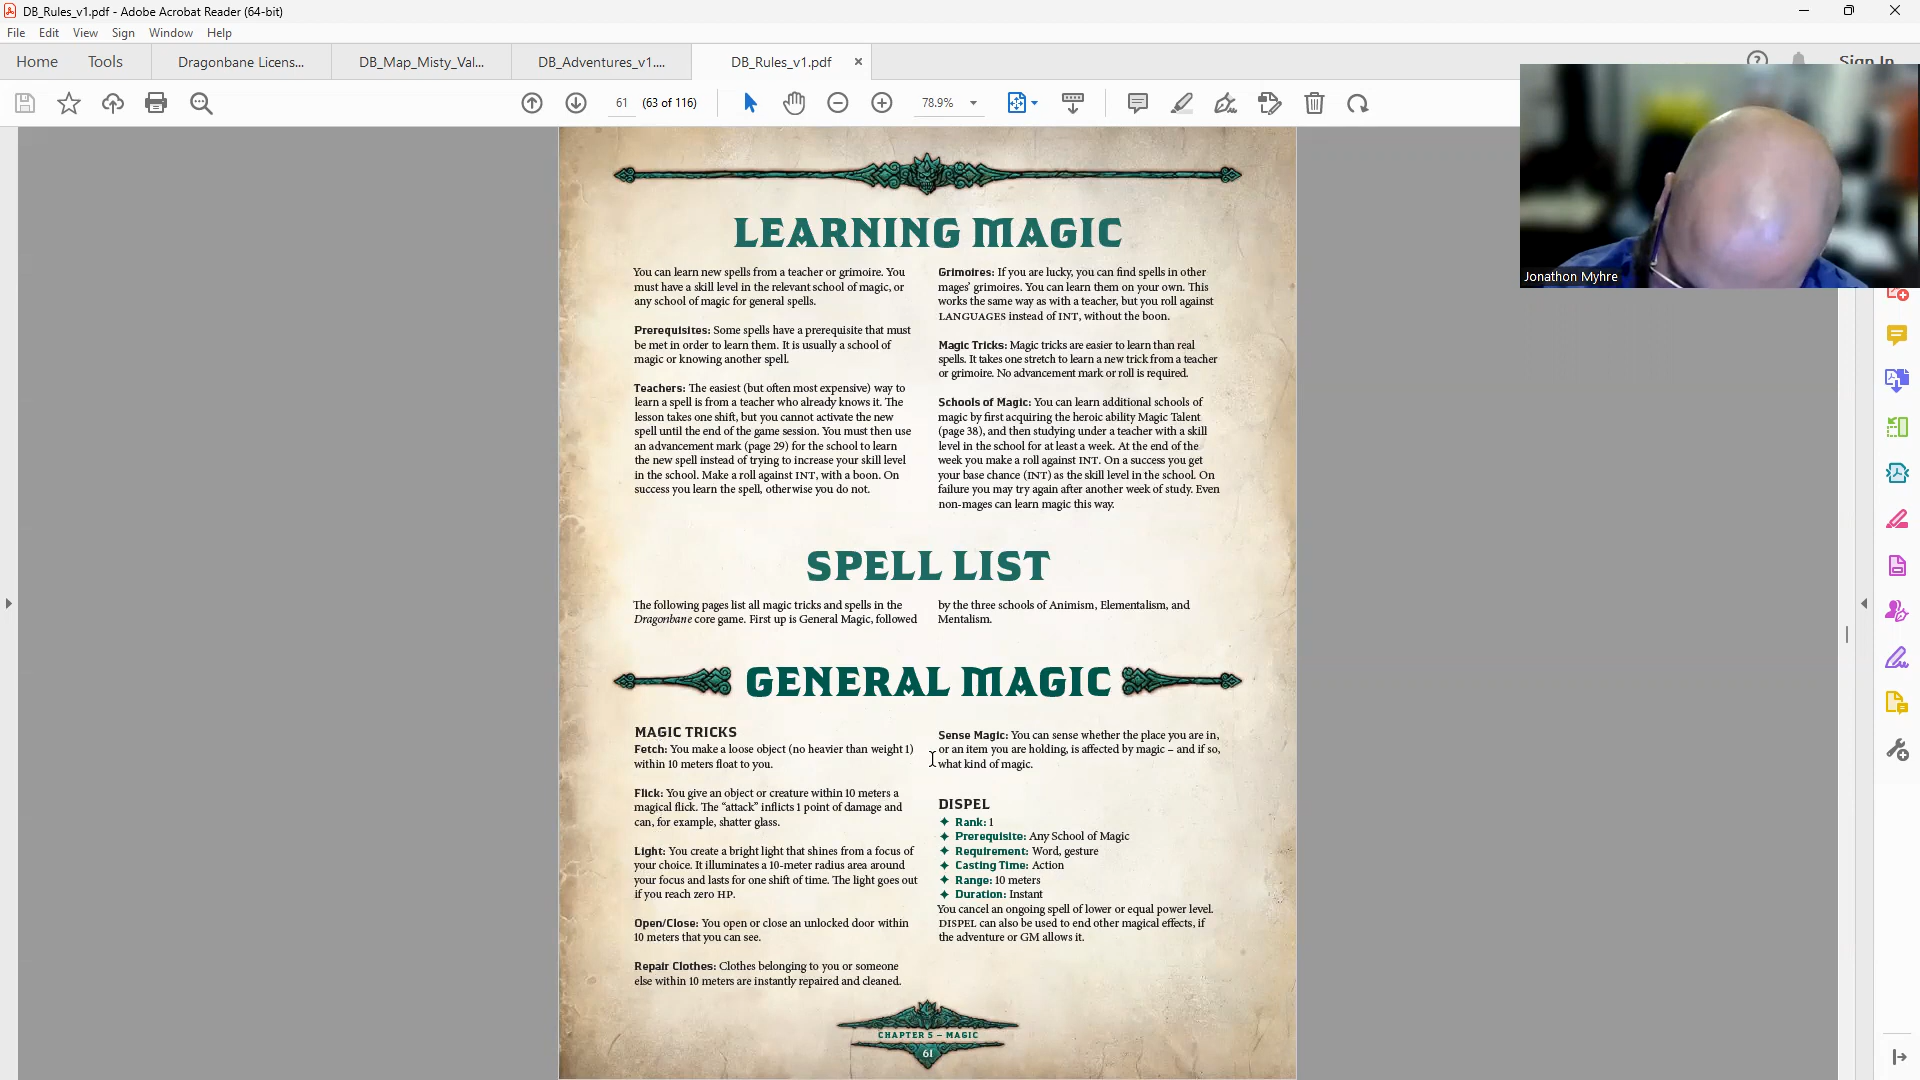 DB_Rules_v1.pdf - Adobe Acrobat Reader (64-bit)
File Edit View Sign Window Help
Home Tools Dragonbane Licens... DB_Map_Misty_Val... DB_Adventures_v1.... DB_Rules_v1.pdf Sign In
61 (63 of 116) 78.9%
Jonathon Myhre
LEARNING MAGIC
You can learn new spells from a teacher or grimoire. You
must have a skill level in the relevant school of magic, or
any school of magic for general spells.
Prerequisites: Some spells have a prerequisite that must
be met in order to learn them. It is usually a school of
magic or knowing another spell.
Teachers: The easiest (but often most expensive) way to
learn a spell is from a teacher who already knows it. The
lesson takes one shift, but you cannot activate the new
spell until the end of the game session. You must then use
an advancement mark (page 29) for the school to learn
the new spell instead of trying to increase your skill level
in the school. Make a roll against INT, with a boon. On
success you learn the spell, otherwise you do not.
Grimoires: If you are lucky, you can find spells in other
mages' grimoires. You can learn them on your own. This
works the same way as with a teacher, but you roll against
LANGUAGES instead of INT, without the boon.
Magic Tricks: Magic tricks are easier to learn than real
spells. It takes one stretch to learn a new trick from a teacher
or grimoire. No advancement mark or roll is required.
Schools of Magic: You can learn additional schools of
magic by first acquiring the heroic ability Magic Talent
(page 38), and then studying under a teacher with a skill
level in the school for at least a week. At the end of the
week you make a roll against INT. On a success you get
your base chance (INT) as the skill level in the school. On
failure you may try again after another week of study. Even
non-mages can learn magic this way.
SPELL LIST
The following pages list all magic tricks and spells in the
Dragonbane core game. First up is General Magic, followed
by the three schools of Animism, Elementalism, and
Mentalism.
GENERAL MAGIC
MAGIC TRICKS
Fetch: You make a loose object (no heavier than weight 1)
within 10 meters float to you.
Flick: You give an object or creature within 10 meters a
magical flick. The “attack” inflicts 1 point of damage and
can, for example, shatter glass.
Light: You create a bright light that shines from a focus of
your choice. It illuminates a 10-meter radius area around
your focus and lasts for one shift of time. The light goes out
if you reach zero HP.
Open/Close: You open or close an unlocked door within
10 meters that you can see.
Repair Clothes: Clothes belonging to you or someone
else within 10 meters are instantly repaired and cleaned.
Sense Magic: You can sense whether the place you are in,
or an item you are holding, is affected by magic – and if so,
what kind of magic.
DISPEL
Rank: 1
Prerequisite: Any School of Magic
Requirement: Word, gesture
Casting Time: Action
Range: 10 meters
Duration: Instant
You cancel an ongoing spell of lower or equal power level.
DISPEL can also be used to end other magical effects, if
the adventure or GM allows it.
CHAPTER 5 – MAGIC
61